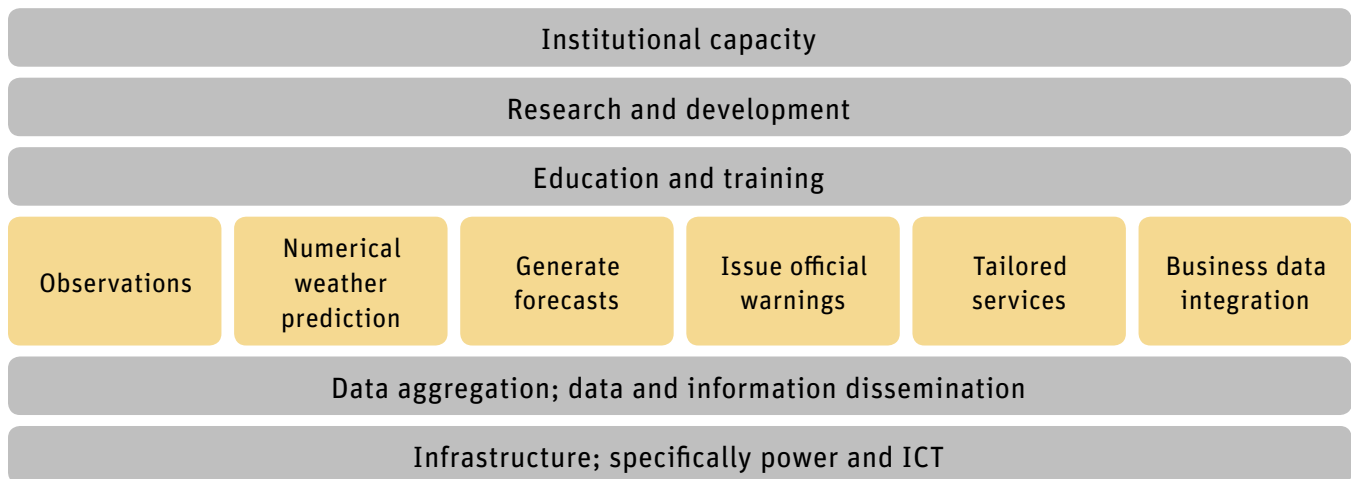 Institutional capacity
Research and development
Education and training
Observations
Numerical
weather
prediction
Generate
forecasts
Issue official
warnings
Tailored
services
Business data
integration
Data aggregation; data and information dissemination
Infrastructure; specifically power and ICT